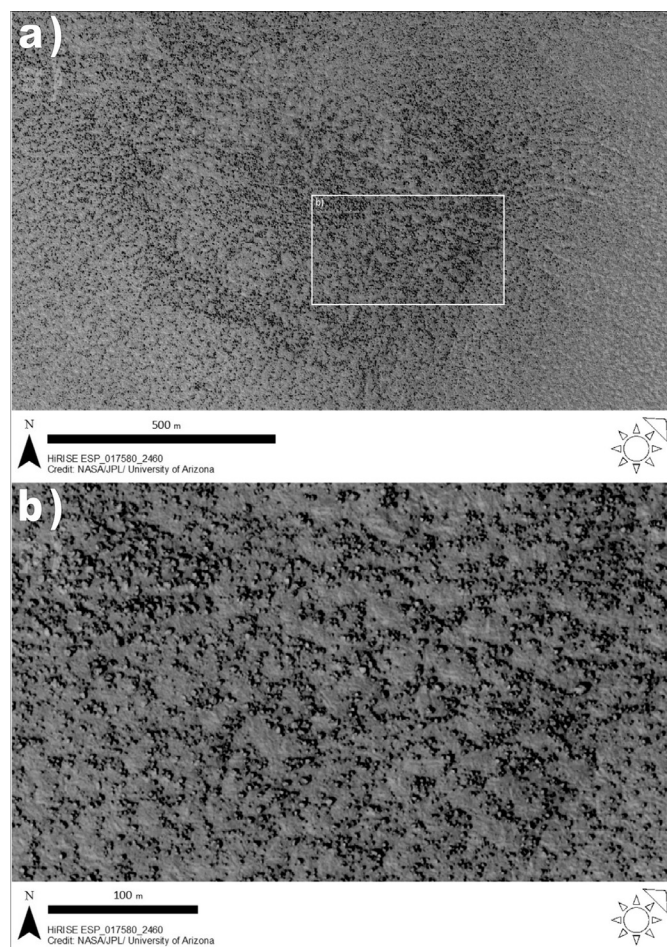 a)
b)
N
500 m
HiRISE ESP_017580_2460
Credit: NASA/JPL/ University of Arizona
b)
N
100 m
HiRISE ESP_017580_2460
Credit: NASA/JPL/ University of Arizona